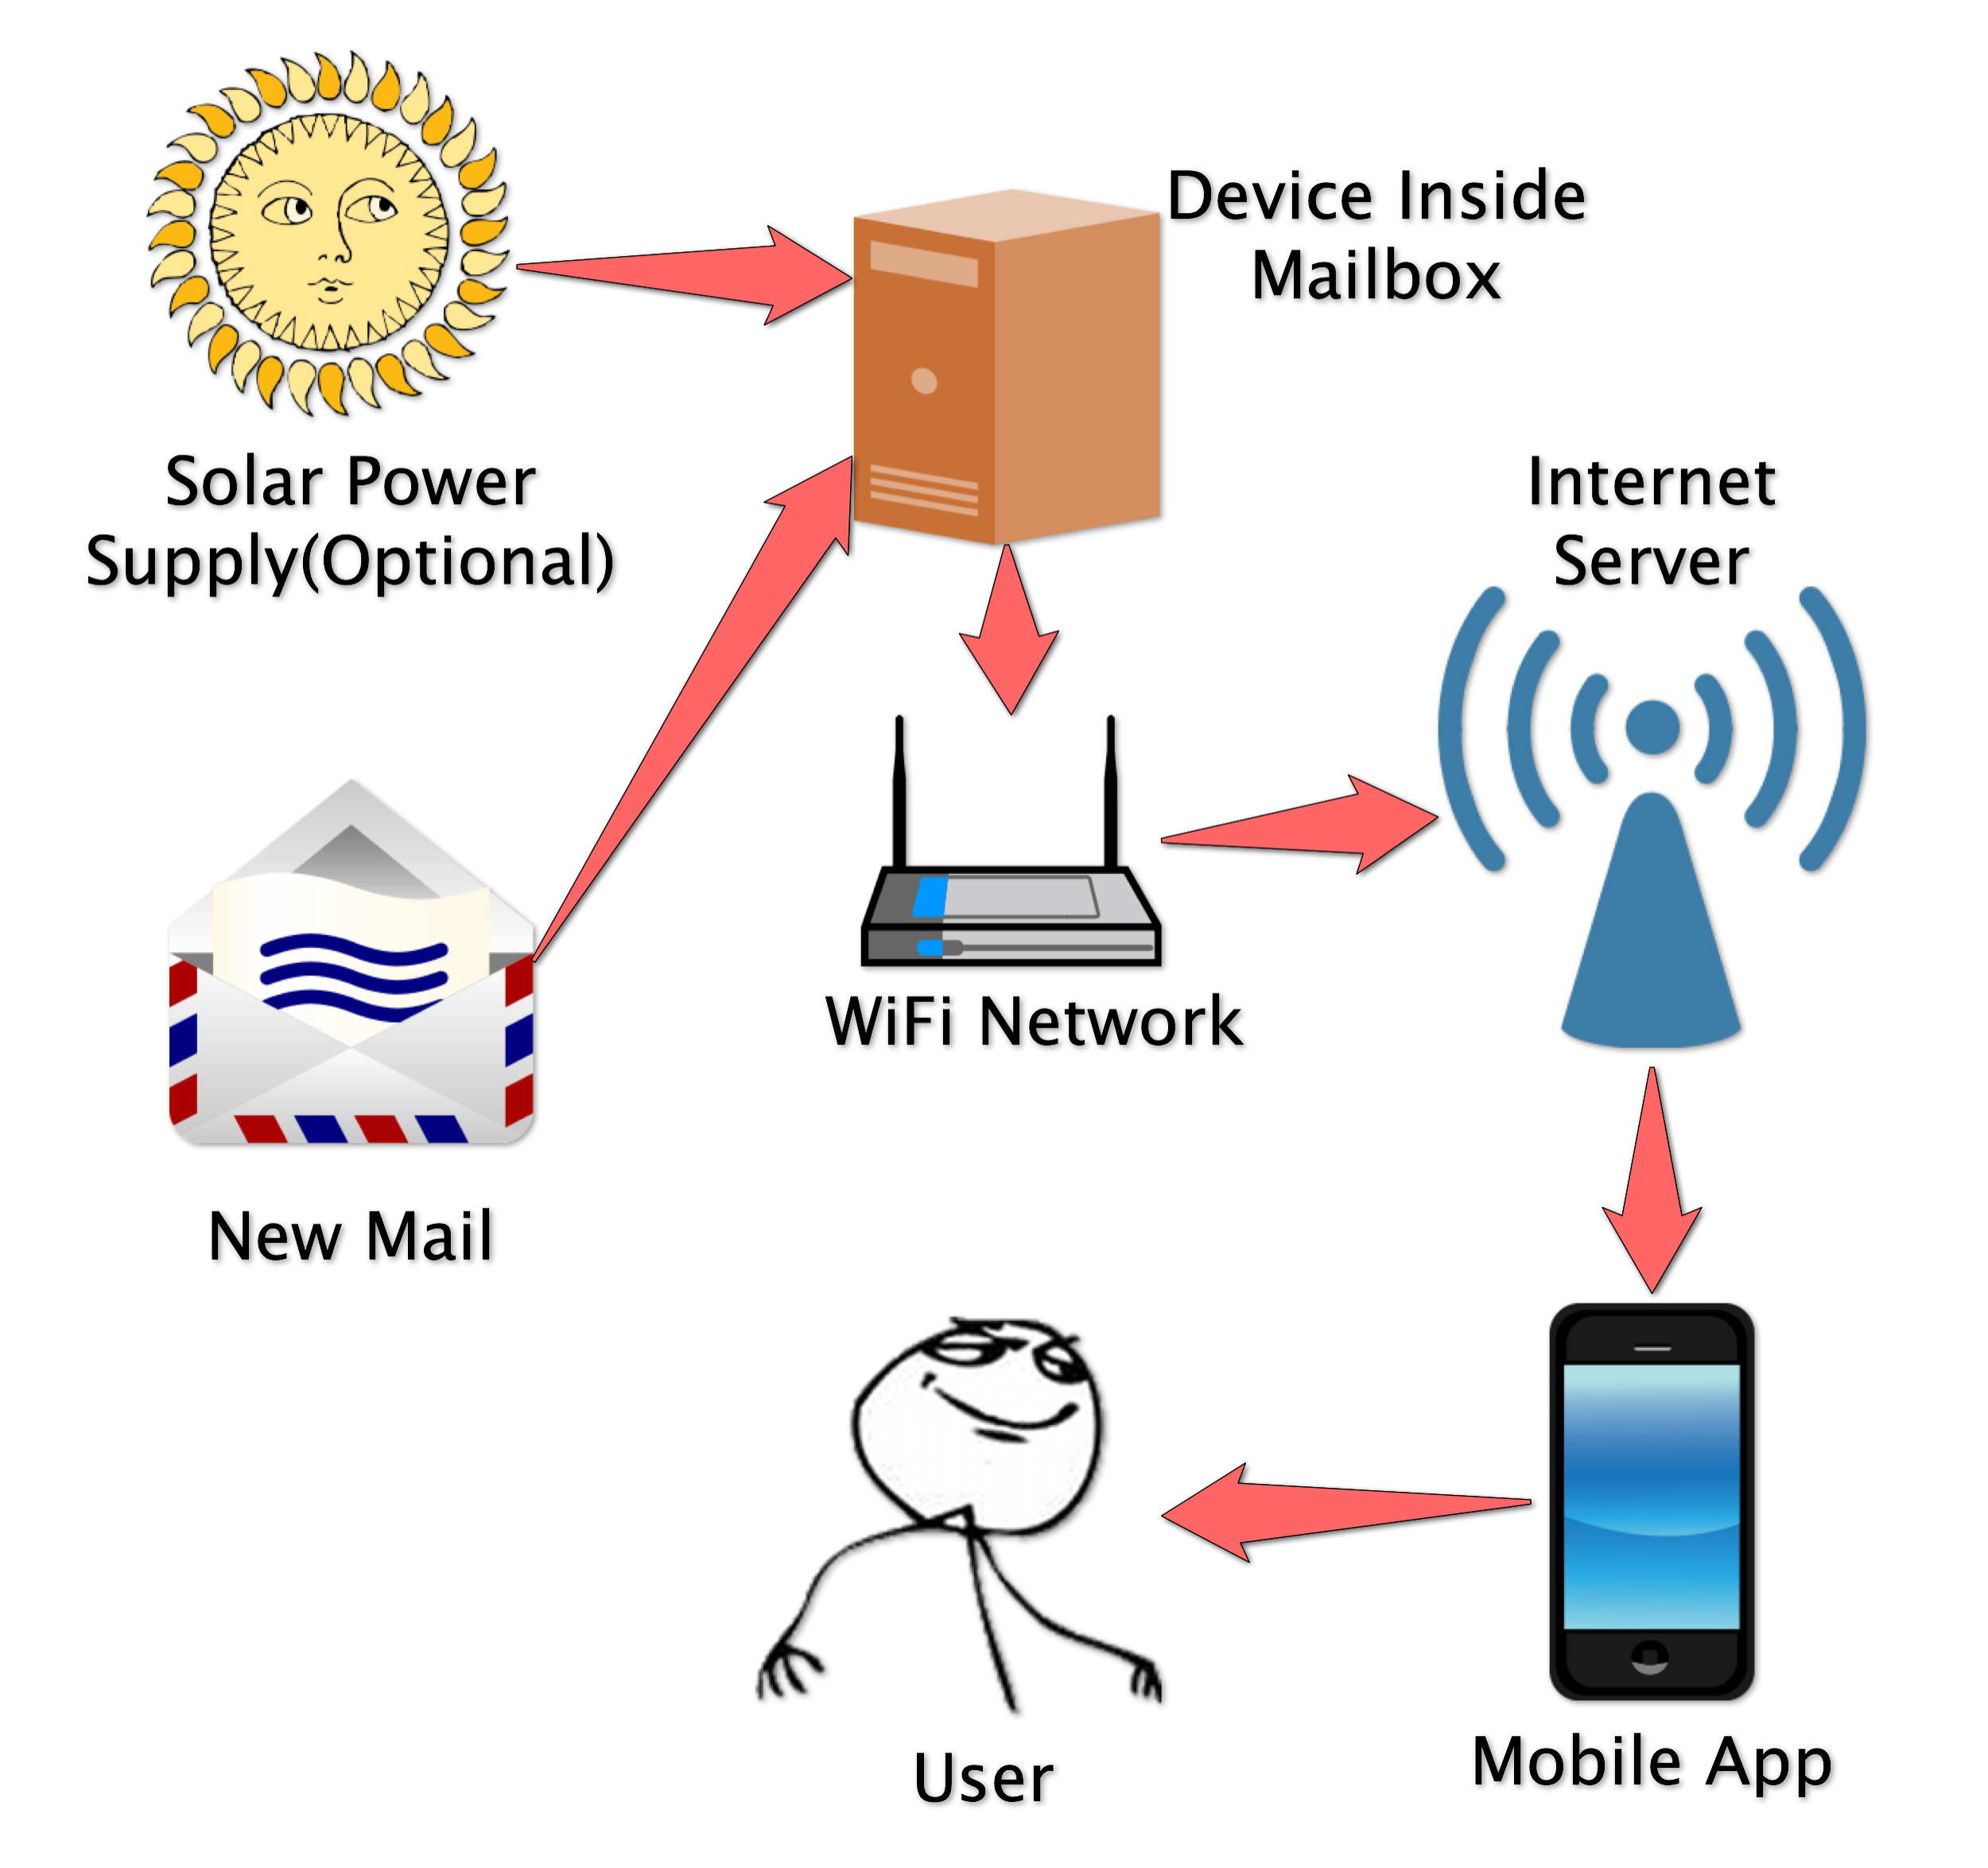 Device Inside
Mailbox
Solar Power
Supply(Optional)
Internet
Server
WiFi Network
New Mail
User
Mobile App